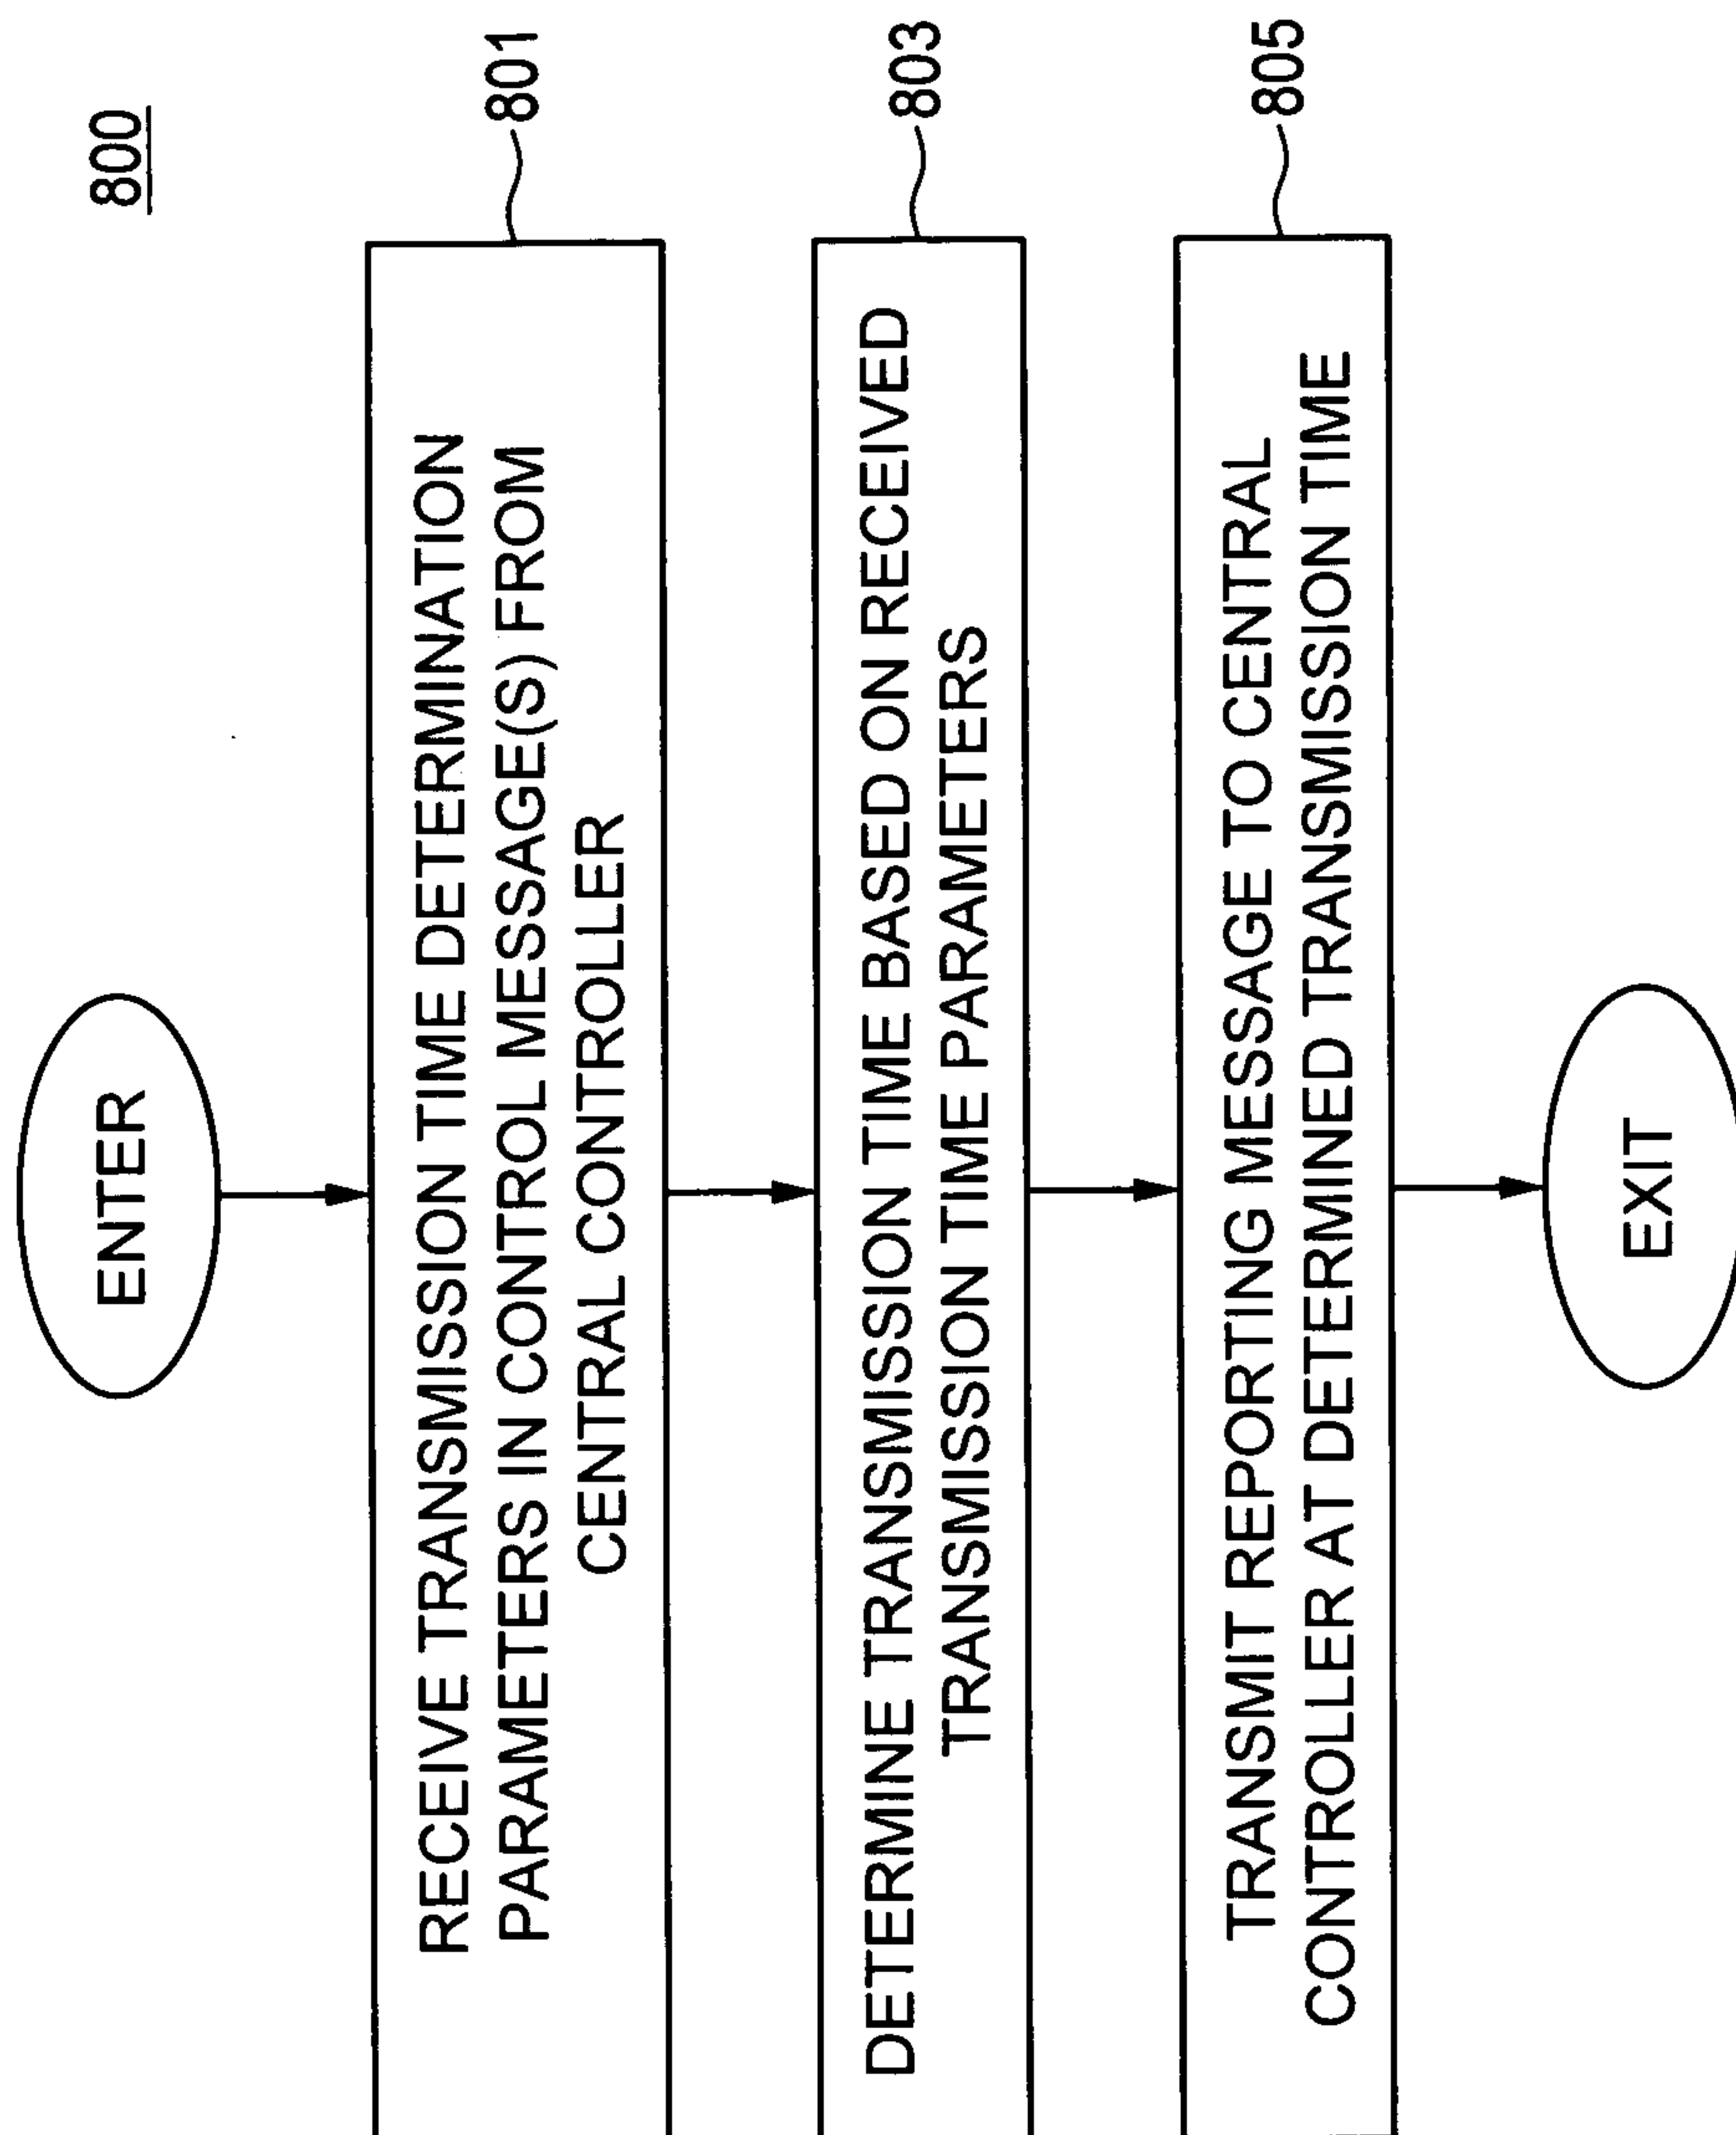 800
ENTER
RECEIVE TRANSMISSION TIME DETERMINATION
PARAMETERS IN CONTROL MESSAGE(S) FROM
CENTRAL CONTROLLER
801
DETERMINE TRANSMISSION TIME BASED ON RECEIVED
TRANSMISSION TIME PARAMETERS
803
TRANSMIT REPORTING MESSAGE TO CENTRAL
CONTROLLER AT DETERMINED TRANSMISSION TIME
805
EXIT